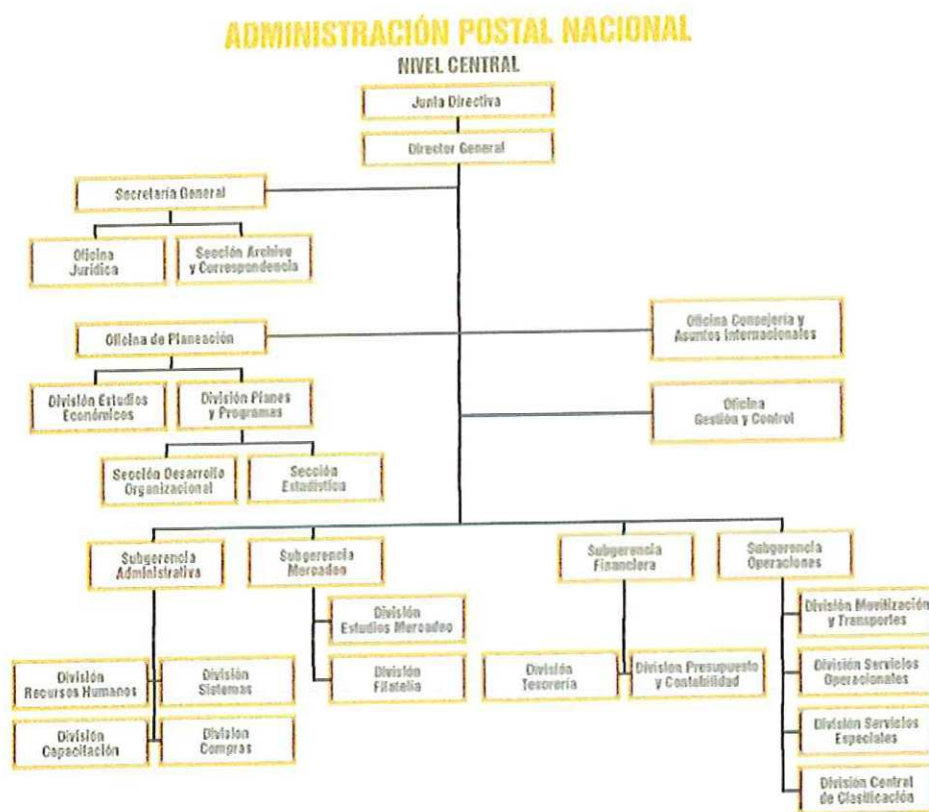 ADMINISTRACIÓN POSTAL NACIONAL
NIVEL CENTRAL
Junta Directiva
Director General
Secretaría General
Oficina
Jurídica
Sección Archivo
y Correspondencia
Oficina de Planeación
Oficina Consejería y
Asuntos Internacionales
División Estudios
Económicos
División Planes
y Programas
Oficina
Gestión y Control
Sección Desarrollo
Organizacional
Sección
Estadística
Subgerencia
Administrativa
Subgerencia
Mercadeo
Subgerencia
Financiera
Subgerencia
Operaciones
División
Estudios Mercadeo
División Movilización
y Transportes
División
Recursos Humanos
División
Sistemas
División
Filatelia
División
Tesorería
División Presupuesto
y Contabilidad
División Servicios
Operacionales
División
Capacitación
División
Compras
División Servicios
Especiales
División Central
de Clasificación